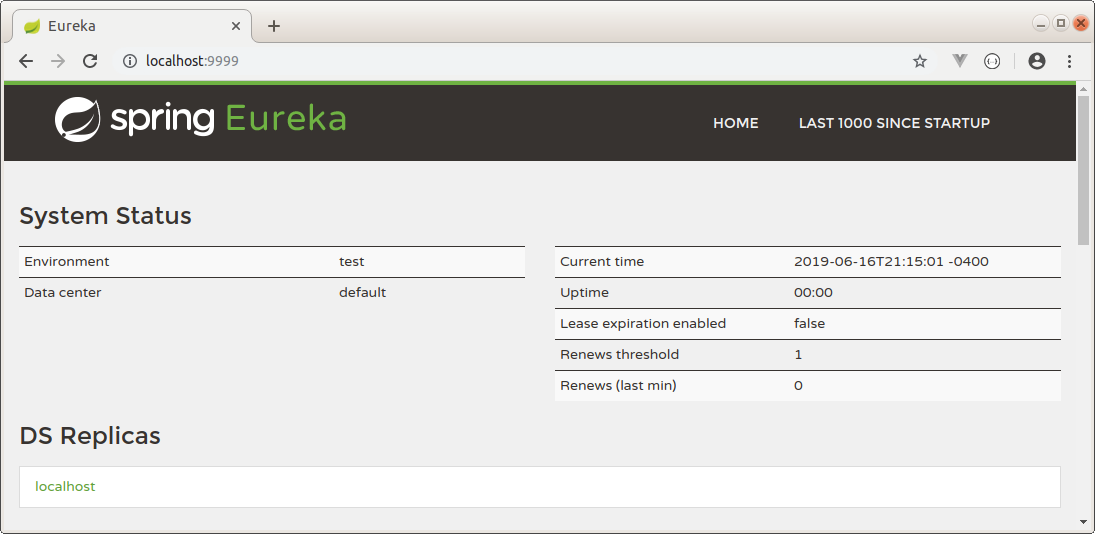 Eureka
localhost:9999
spring Eureka
HOME LAST 1000 SINCE STARTUP
System Status
Environment test
Data center default
Current time 2019-06-16T21:15:01 -0400
Uptime 00:00
Lease expiration enabled false
Renews threshold 1
Renews (last min) 0
DS Replicas
localhost